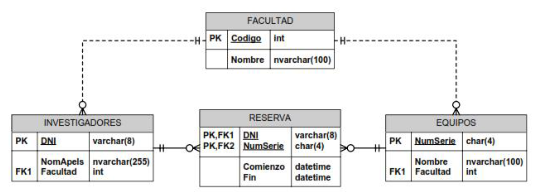 FACULTAD
PK Codigo int
Nombre nvarchar(100)
INVESTIGADORES
PK DNI varchar(8)
NomApels nvarchar(255)
FK1 Facultad int
RESERVA
PK,FK1 DNI varchar(8)
PK,FK2 NumSerie char(4)
Comienzo datetime
Fin datetime
EQUIPOS
PK NumSerie char(4)
Nombre nvarchar(100)
FK1 Facultad int